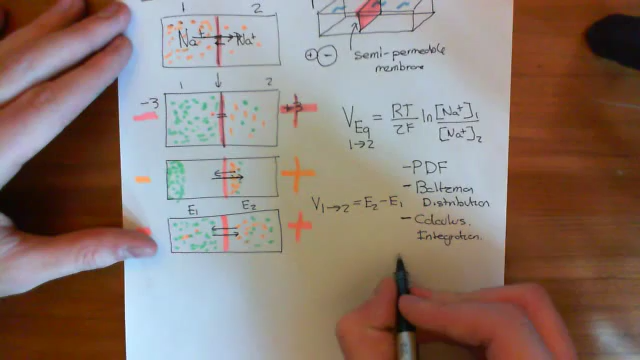 1 2
Na+ Na+
+ -
semi-permeable
membrane
1 2
-3 +3
V Eq 1→2 = RT/ZF ln [Na+]1/[Na+]2
- PDF
- Boltzman
Distribution
- Calculus.
Integration.
- +
E1 E2
V1→2 = E2 - E1
+